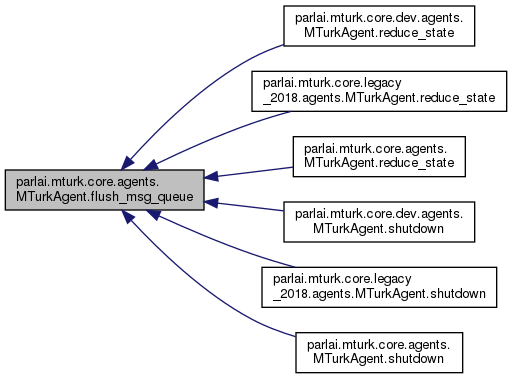 parlai.mturk.core.dev.agents.
MTurkAgent.reduce_state
parlai.mturk.core.legacy
_2018.agents.MTurkAgent.reduce_state
parlai.mturk.core.agents.
MTurkAgent.reduce_state
parlai.mturk.core.agents.
MTurkAgent.flush_msg_queue
parlai.mturk.core.dev.agents.
MTurkAgent.shutdown
parlai.mturk.core.legacy
_2018.agents.MTurkAgent.shutdown
parlai.mturk.core.agents.
MTurkAgent.shutdown